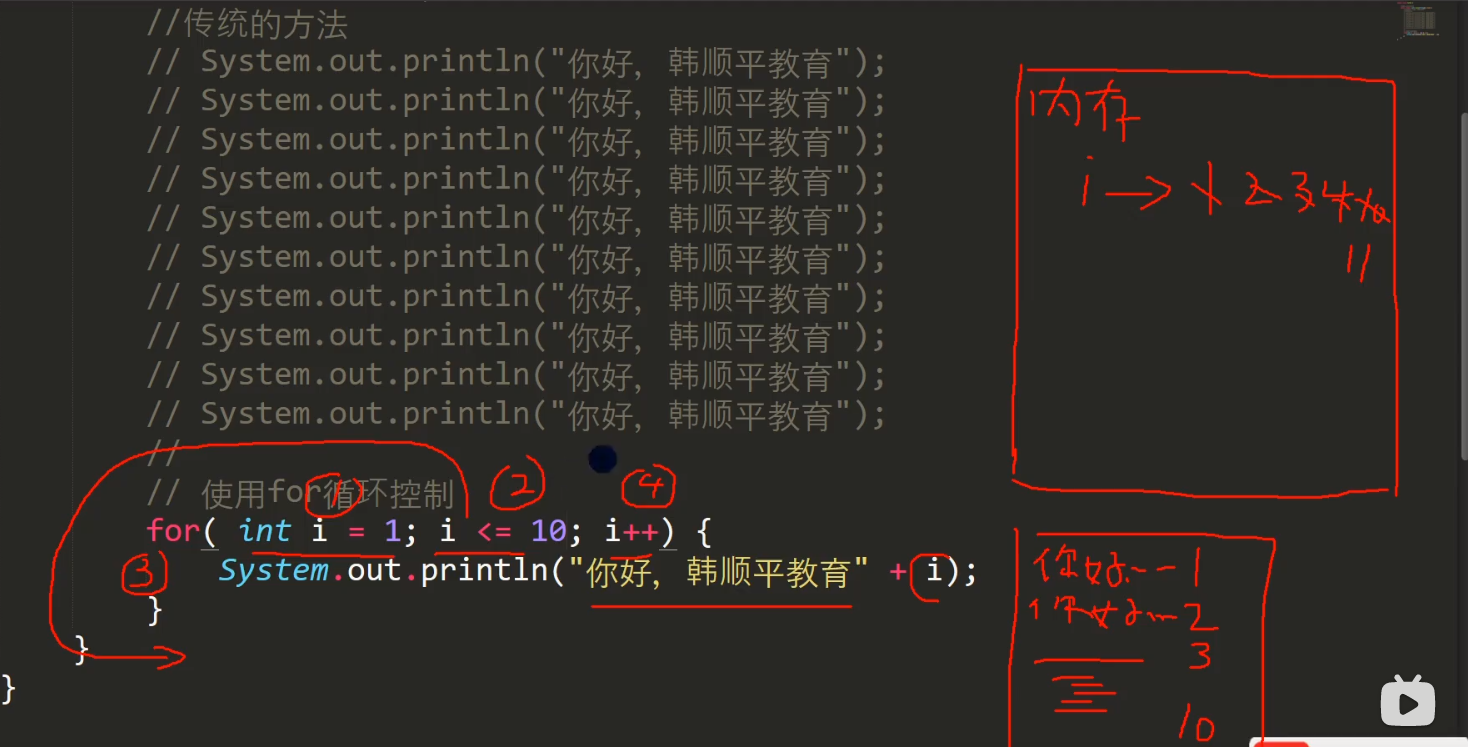 //传统的方法
// System.out.println("你好, 韩顺平教育");
// System.out.println("你好, 韩顺平教育");
// System.out.println("你好, 韩顺平教育");
// System.out.println("你好, 韩顺平教育");
// System.out.println("你好, 韩顺平教育");
// System.out.println("你好, 韩顺平教育");
// System.out.println("你好, 韩顺平教育");
// System.out.println("你好, 韩顺平教育");
// System.out.println("你好, 韩顺平教育");
// System.out.println("你好, 韩顺平教育");
//
// 使用for循环控制
① ② ④
for( int i = 1; i <= 10; i++) {
③ System.out.println("你好, 韩顺平教育" + i);
}
}
}
内存
i → 1 2 3 4 10
11
你好--1
你好--2
3
10